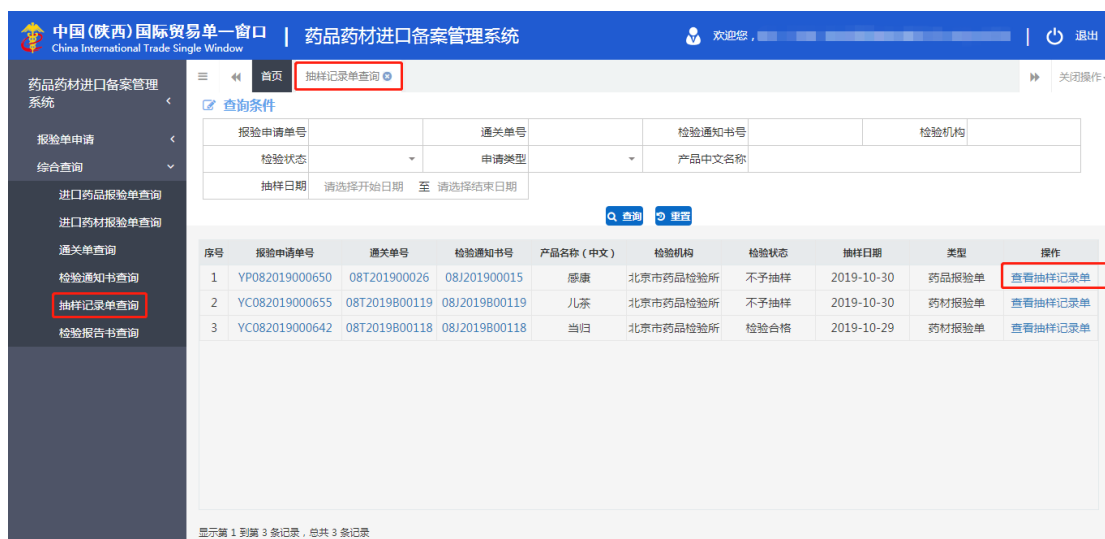 中国(陕西)国际贸易单一窗口 | 药品药材进口备案管理系统 欢迎您， | 退出
China International Trade Single Window
药品药材进口备案管理系统
首页 抽样记录单查询 关闭操作
查询条件
报验申请单号 通关单号 检验通知书号 检验机构
检验状态 申请类型 产品中文名称
抽样日期 请选择开始日期 至 请选择结束日期
查询 重置
报验单申请
综合查询
进口药品报验单查询
进口药材报验单查询
通关单查询
检验通知书查询
抽样记录单查询
检验报告书查询
序号 报验申请单号 通关单号 检验通知书号 产品名称（中文） 检验机构 检验状态 抽样日期 类型 操作
1 YP082019000650 08T201900026 08J201900015 感康 北京市药品检验所 不予抽样 2019-10-30 药品报验单 查看抽样记录单
2 YC082019000655 08T2019B00119 08J2019B00119 儿茶 北京市药品检验所 不予抽样 2019-10-30 药材报验单 查看抽样记录单
3 YC082019000642 08T2019B00118 08J2019B00118 当归 北京市药品检验所 检验合格 2019-10-29 药材报验单 查看抽样记录单
显示第 1 到第 3 条记录，总共 3 条记录